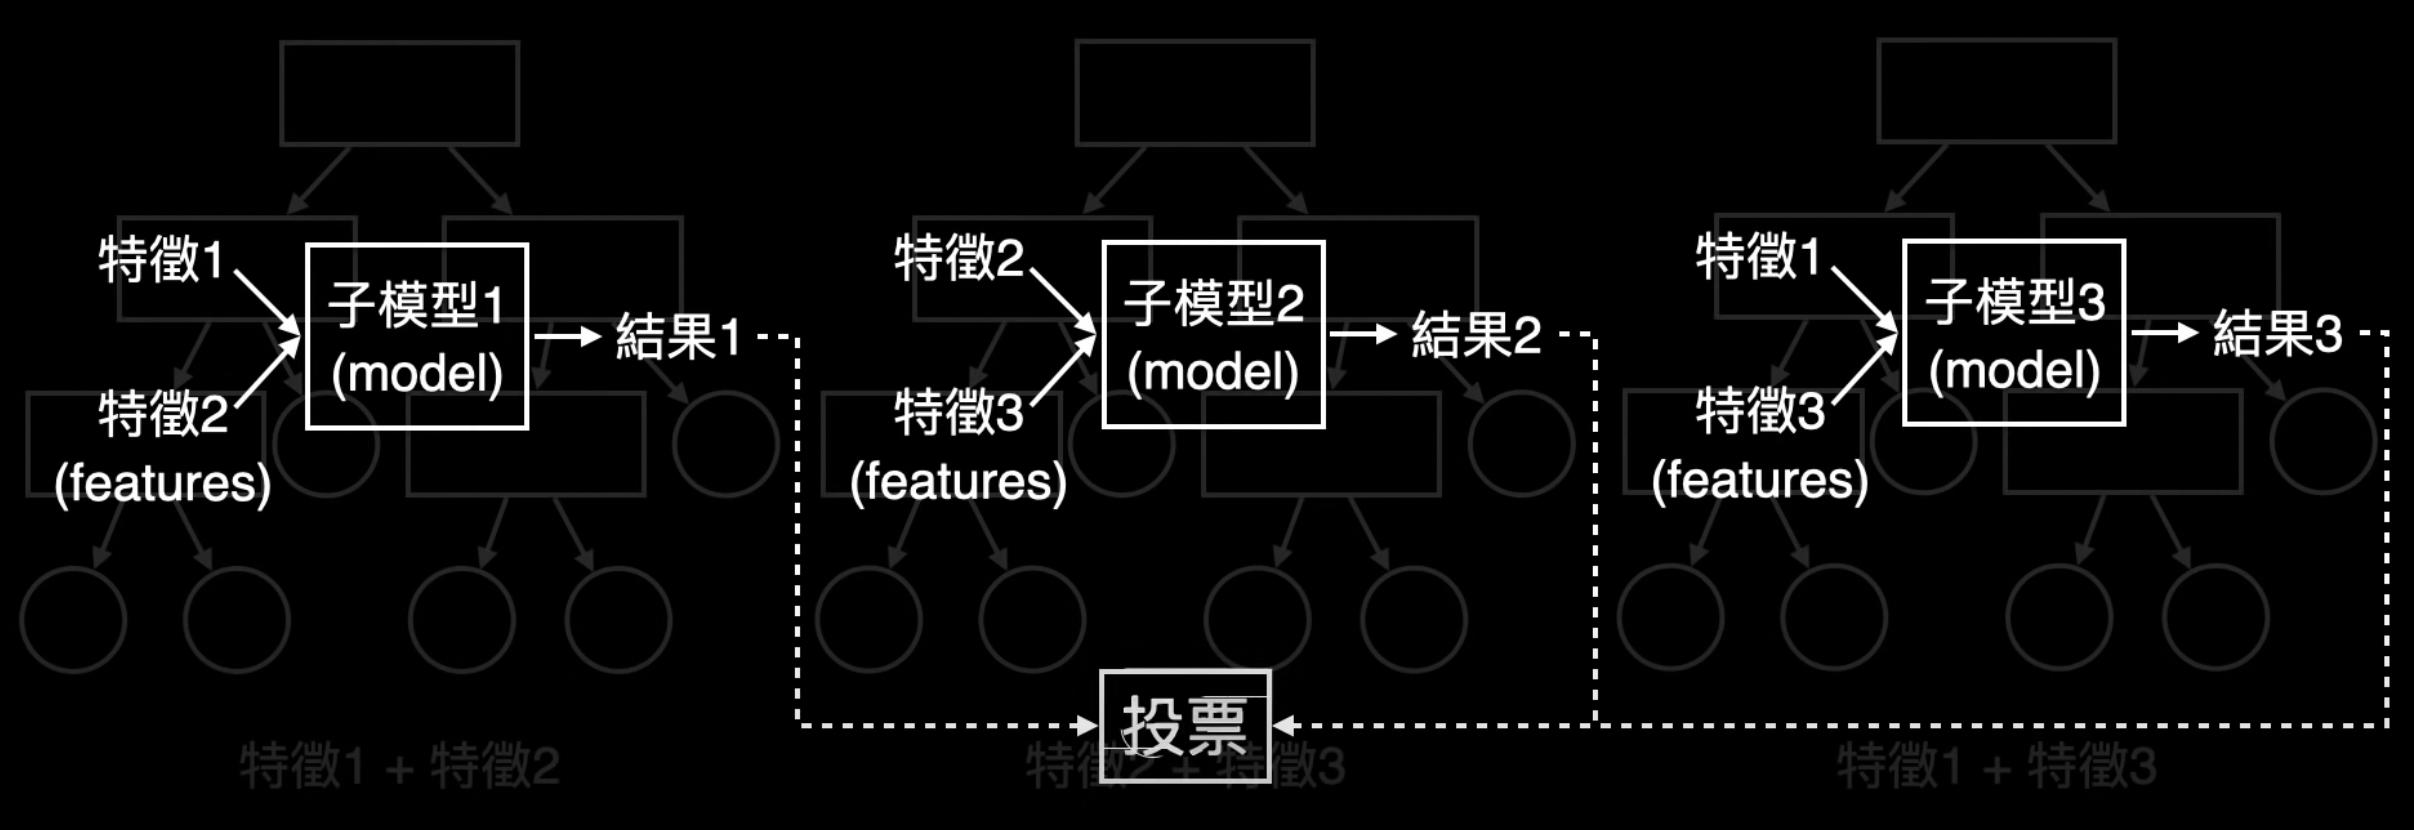 特徵1
特徵2
(features)
子模型1
(model)
結果1
特徵2
特徵3
(features)
子模型2
(model)
結果2
特徵1
特徵3
(features)
子模型3
(model)
結果3
投票
特徵1 + 特徵2
特徵2 + 特徵3
特徵1 + 特徵3